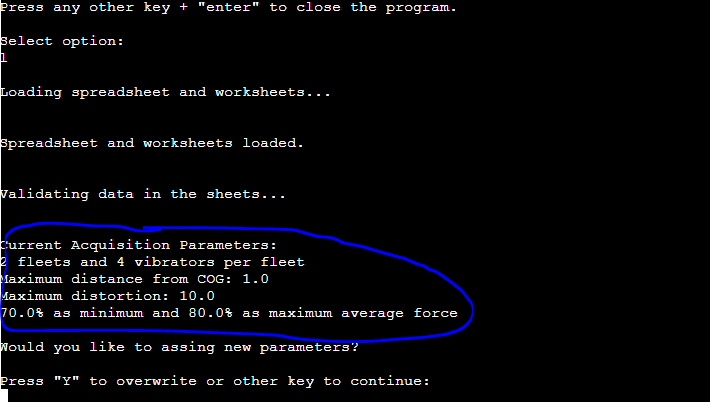 Press any other key + "enter" to close the program.
Select option:
1
Loading spreadsheet and worksheets...
Spreadsheet and worksheets loaded.
Validating data in the sheets...
Current Acquisition Parameters:
2 fleets and 4 vibrators per fleet
Maximum distance from COG: 1.0
Maximum distortion: 10.0
70.0% as minimum and 80.0% as maximum average force
Would you like to assing new parameters?
Press "Y" to overwrite or other key to continue: